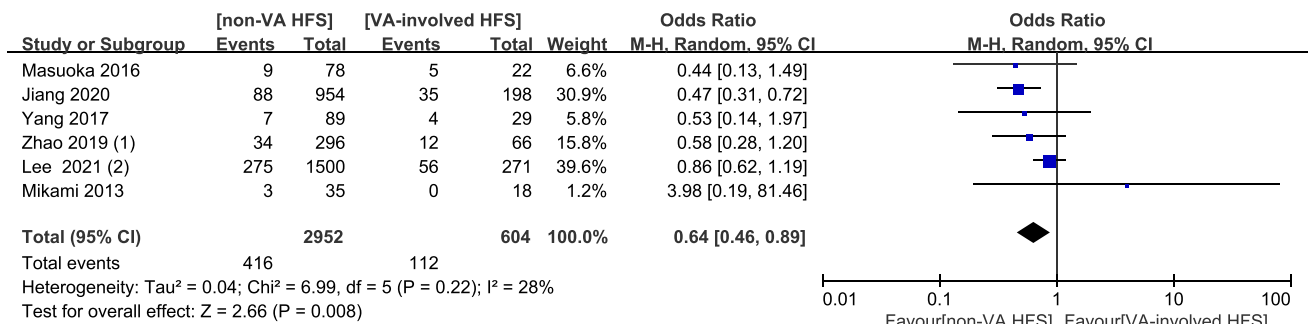 [non-VA HFS] [VA-involved HFS] Odds Ratio Odds Ratio
Study or Subgroup Events Total Events Total Weight M-H, Random, 95% CI M-H, Random, 95% CI
Masuoka 2016 9 78 5 22 6.6% 0.44 [0.13, 1.49]
Jiang 2020 88 954 35 198 30.9% 0.47 [0.31, 0.72]
Yang 2017 7 89 4 29 5.8% 0.53 [0.14, 1.97]
Zhao 2019 (1) 34 296 12 66 15.8% 0.58 [0.28, 1.20]
Lee 2021 (2) 275 1500 56 271 39.6% 0.86 [0.62, 1.19]
Mikami 2013 3 35 0 18 1.2% 3.98 [0.19, 81.46]
Total (95% CI) 2952 604 100.0% 0.64 [0.46, 0.89]
Total events 416 112
Heterogeneity: Tau² = 0.04; Chi² = 6.99, df = 5 (P = 0.22); I² = 28%
Test for overall effect: Z = 2.66 (P = 0.008)
0.01 0.1 1 10 100
Favour[non-VA HFS] Favour[VA-involved HFS]